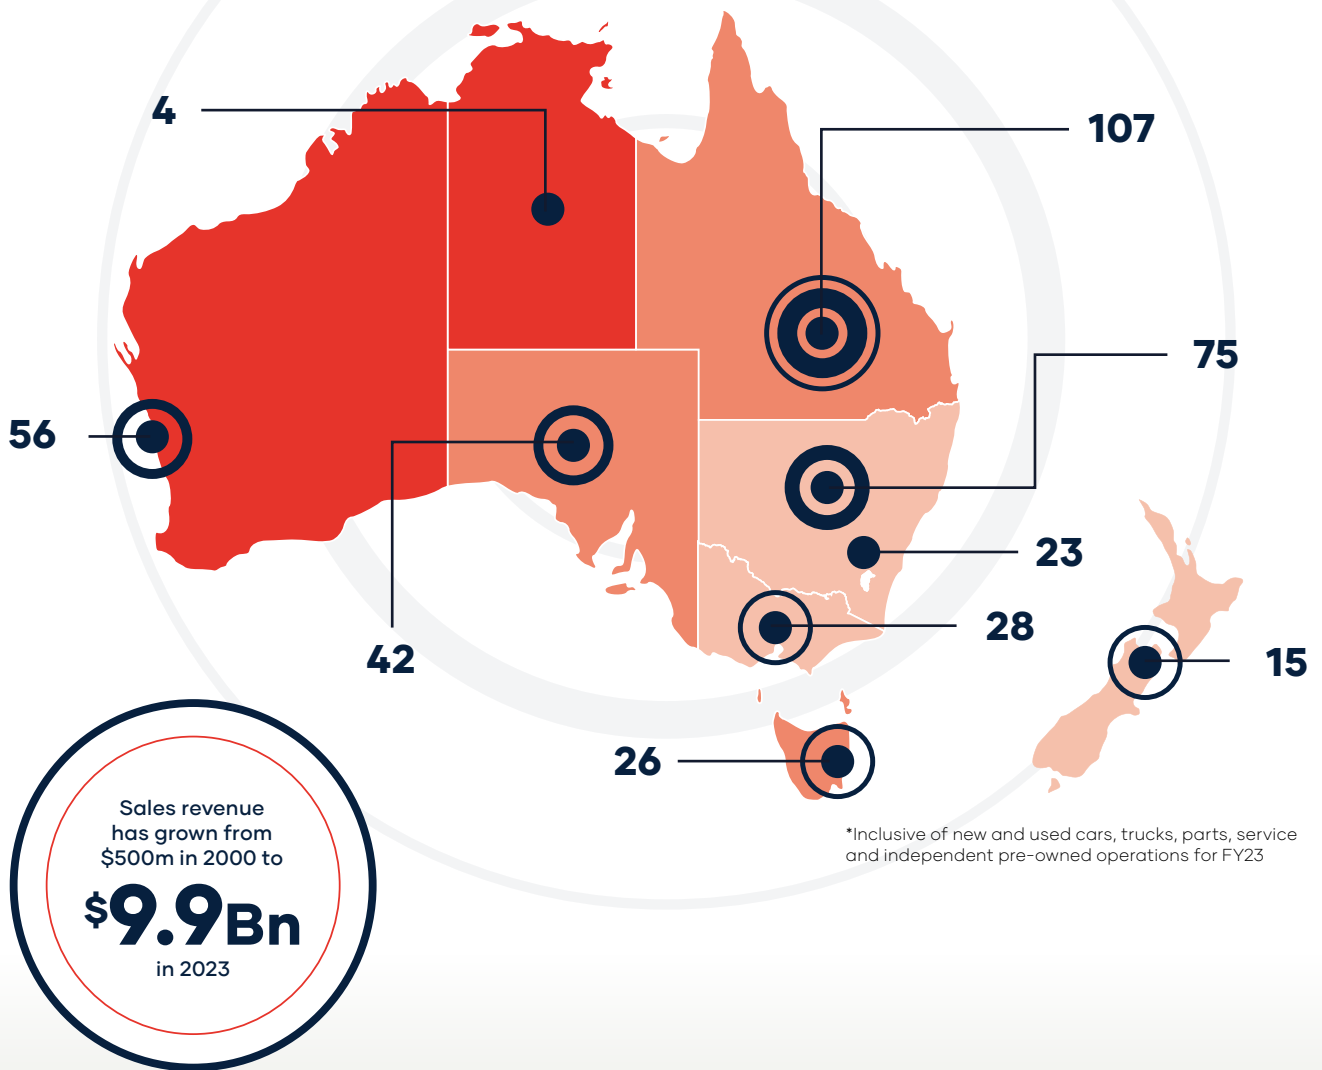 4
107
75
56
23
28
42
15
26
Sales revenue
has grown from
$500m in 2000 to
$9.9Bn
in 2023
*Inclusive of new and used cars, trucks, parts, service
and independent pre-owned operations for FY23